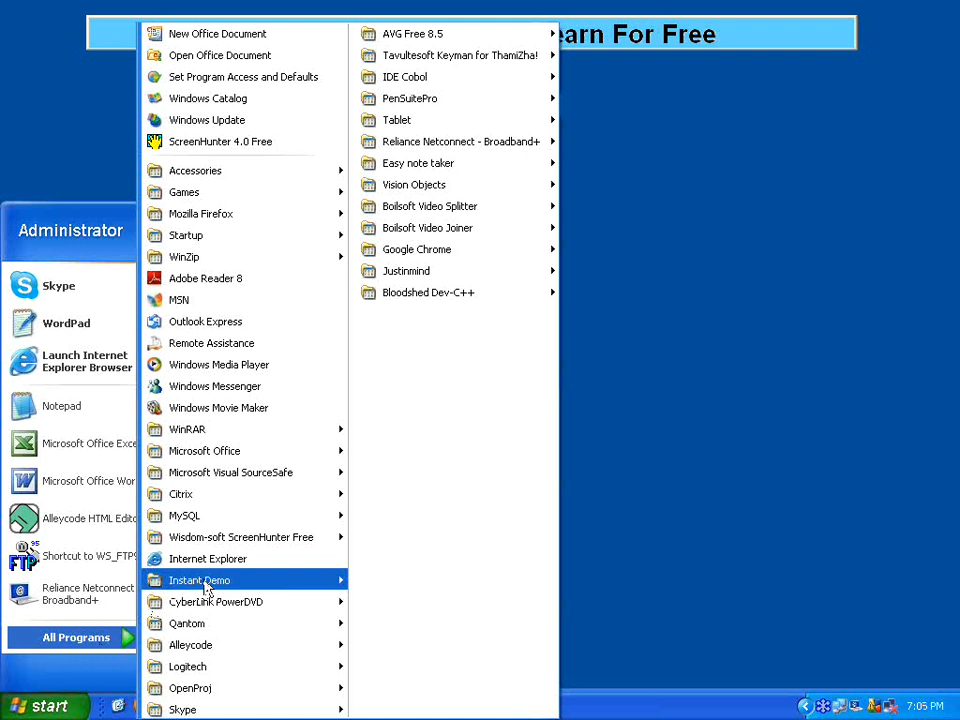 earn For Free
Administrator
Skype
WordPad
Launch Internet
Explorer Browser
Notepad
Microsoft Office Exce
Microsoft Office Wor
Alleycode HTML Edito
FTP
95
Shortcut to WS_FTP9
Reliance Netconnect
Broadband+
All Programs
New Office Document
Open Office Document
Set Program Access and Defaults
Windows Catalog
Windows Update
ScreenHunter 4.0 Free
Accessories
Games
Mozilla Firefox
Startup
WinZip
Adobe Reader 8
MSN
Outlook Express
Remote Assistance
Windows Media Player
Windows Messenger
Windows Movie Maker
WinRAR
Microsoft Office
Microsoft Visual SourceSafe
Citrix
MySQL
Wisdom-soft ScreenHunter Free
Internet Explorer
Instant Demo
CyberLink PowerDVD
Qantom
Alleycode
Logitech
OpenProj
Skype
AVG Free 8.5
Tavultesoft Keyman for ThamiZha!
IDE Cobol
PenSuitePro
Tablet
Reliance Netconnect - Broadband+
Easy note taker
Vision Objects
Boilsoft Video Splitter
Boilsoft Video Joiner
Google Chrome
Justinmind
Bloodshed Dev-C++
start
7:05 PM